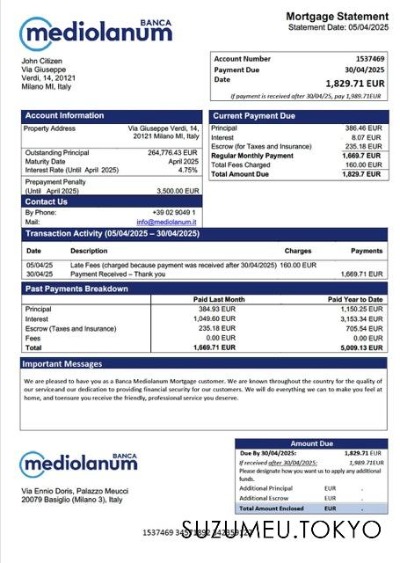 BANCA
mediolanum
Mortgage Statement
Statement Date: 05/04/2025
John Citizen
Via Giuseppe
Verdi, 14, 20121
Milano MI, Italy
Account Number 1537469
Payment Due 30/04/2025
Date
1,829.71 EUR
If payment is received after 30/04/25, pay 1,989.71EUR
Account Information
Property Address Via Giuseppe Verdi, 14,
20121 Milano MI, Italy
Outstanding Principal 264,776.43 EUR
Maturity Date April 2025
Interest Rate (Until April 2025) 4.75%
Prepayment Penalty
(Until April 2025) 3,500.00 EUR
Contact Us
By Phone: +39 02 9049 1
Mail: info@mediolanum.it
Current Payment Due
Principal 386.46 EUR
Interest 8.07 EUR
Escrow (for Taxes and Insurance) 235.18 EUR
Regular Monthly Payment 1,669.7 EUR
Total Fees Charged 160.00 EUR
Total Amount Due 1,829.7 EUR
Transaction Activity (05/04/2025 – 30/04/2025)
Date Description Charges Payments
05/04/25 Late Fees (charged because payment was received after 30/04/2025) 160.00 EUR
30/04/25 Payment Received – Thank you 1,669.71 EUR
Past Payments Breakdown
Paid Last Month Paid Year to Date
Principal 384.93 EUR 1,150.25 EUR
Interest 1,049.60 EUR 3,153.34 EUR
Escrow (Taxes and Insurance) 235.18 EUR 705.54 EUR
Fees 0.00 EUR 0.00 EUR
Total 1,669.71 EUR 5,009.13 EUR
Important Messages
We are pleased to have you as a Banca Mediolanum Mortgage customer. We are known throughout the country for the quality of
our service and our dedication to providing financial security for our customers. We will do everything we can to make you feel at
home, and to ensure you receive the friendly, professional service you deserve.
BANCA
mediolanum
Via Ennio Doris, Palazzo Meucci
20079 Basiglio (Milano 3), Italy
Amount Due
Due By 30/04/2025: 1,829.71 EUR
If received after 30/04/2025: 1,989.71EUR
Please designate how you want us to apply any additional
funds.
Additional Principal EUR .
Additional Escrow EUR .
Total Amount Enclosed EUR .
1537469
SUZUMEU.TOKYO